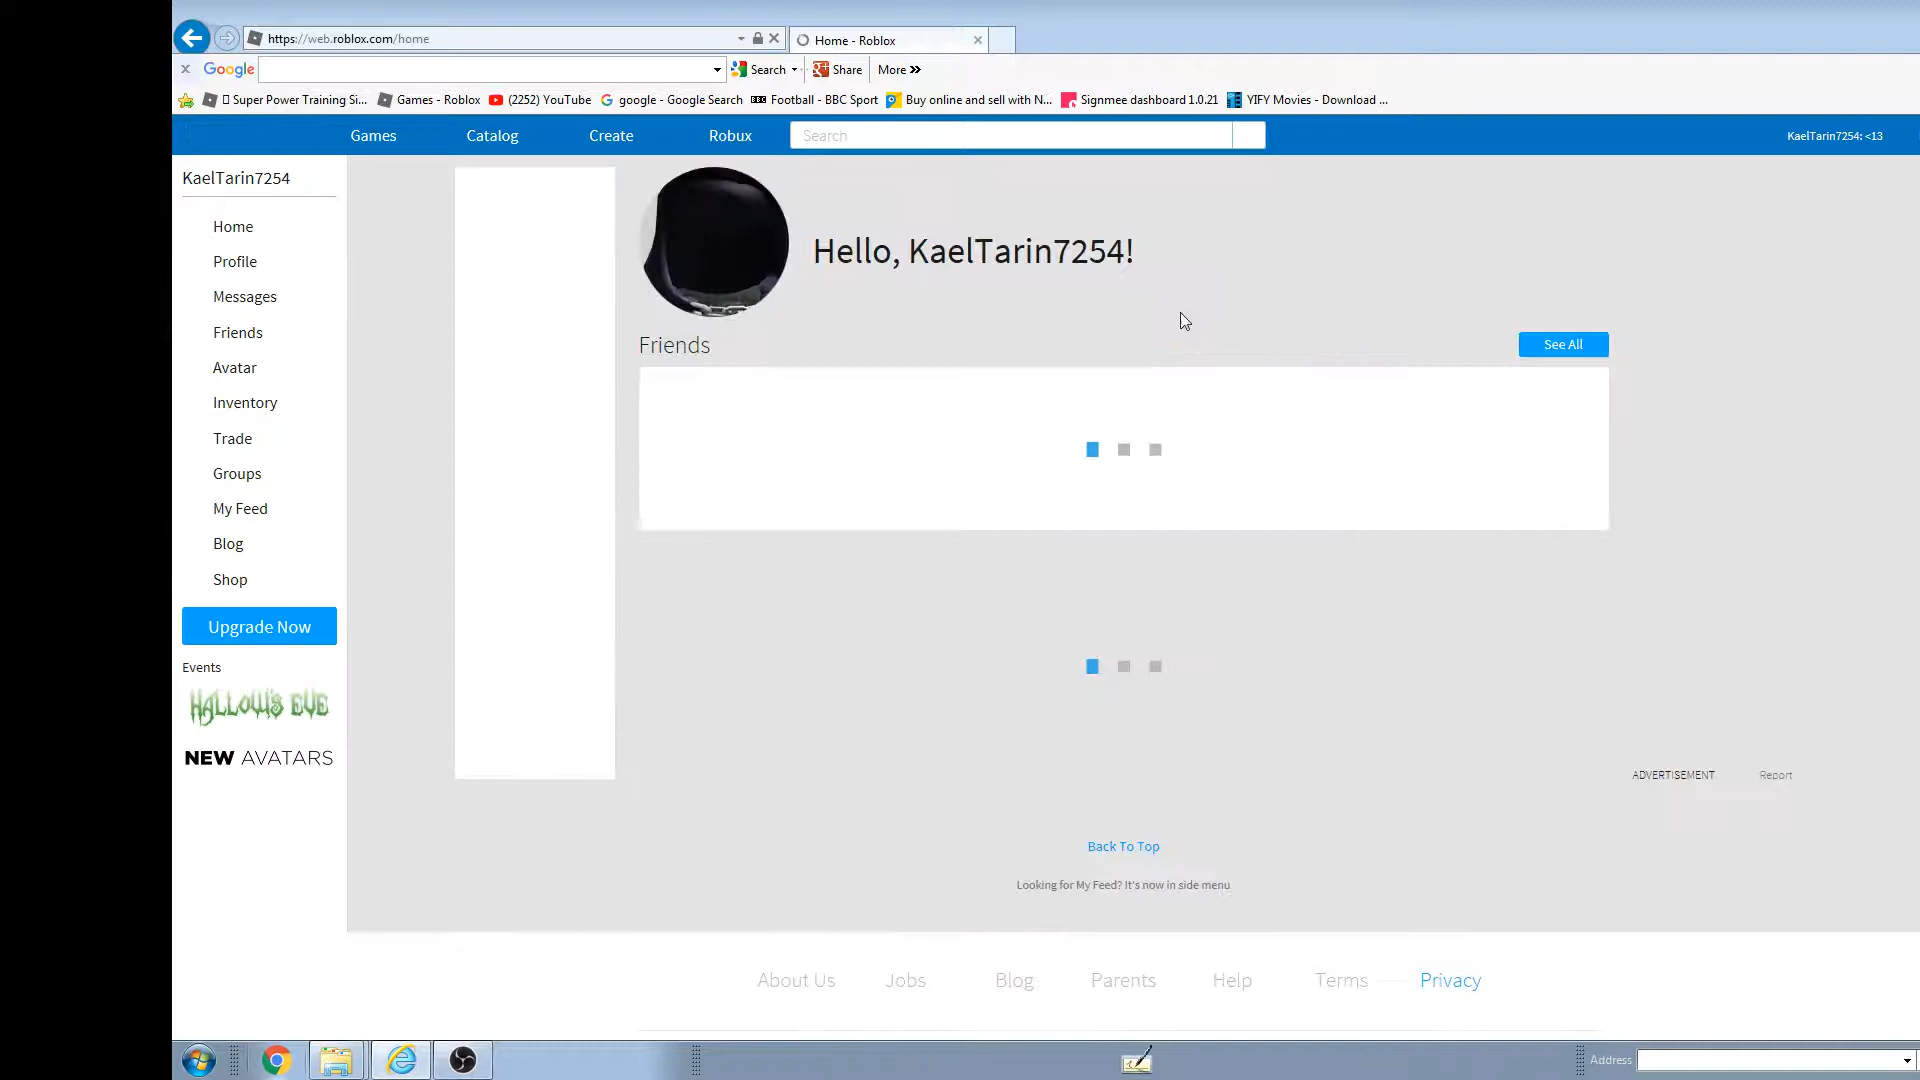 https://web.roblox.com/home
Home - Roblox
Google
Search
Share
More
Super Power Training Si...
Games - Roblox
(2252) YouTube
google - Google Search
BBC
Football - BBC Sport
Buy online and sell with N...
Signmee dashboard 1.0.21
YIFY Movies - Download ...
Games
Catalog
Create
Robux
Search
KaelTarin7254: <13
KaelTarin7254
Home
Profile
Messages
Friends
Avatar
Inventory
Trade
Groups
My Feed
Blog
Shop
Upgrade Now
Events
HALLOW'S EVE
NEW AVATARS
Hello, KaelTarin7254!
Friends
See All
ADVERTISEMENT
Report
Back To Top
Looking for My Feed? It's now in side menu
About Us
Jobs
Blog
Parents
Help
Terms
Privacy
Address